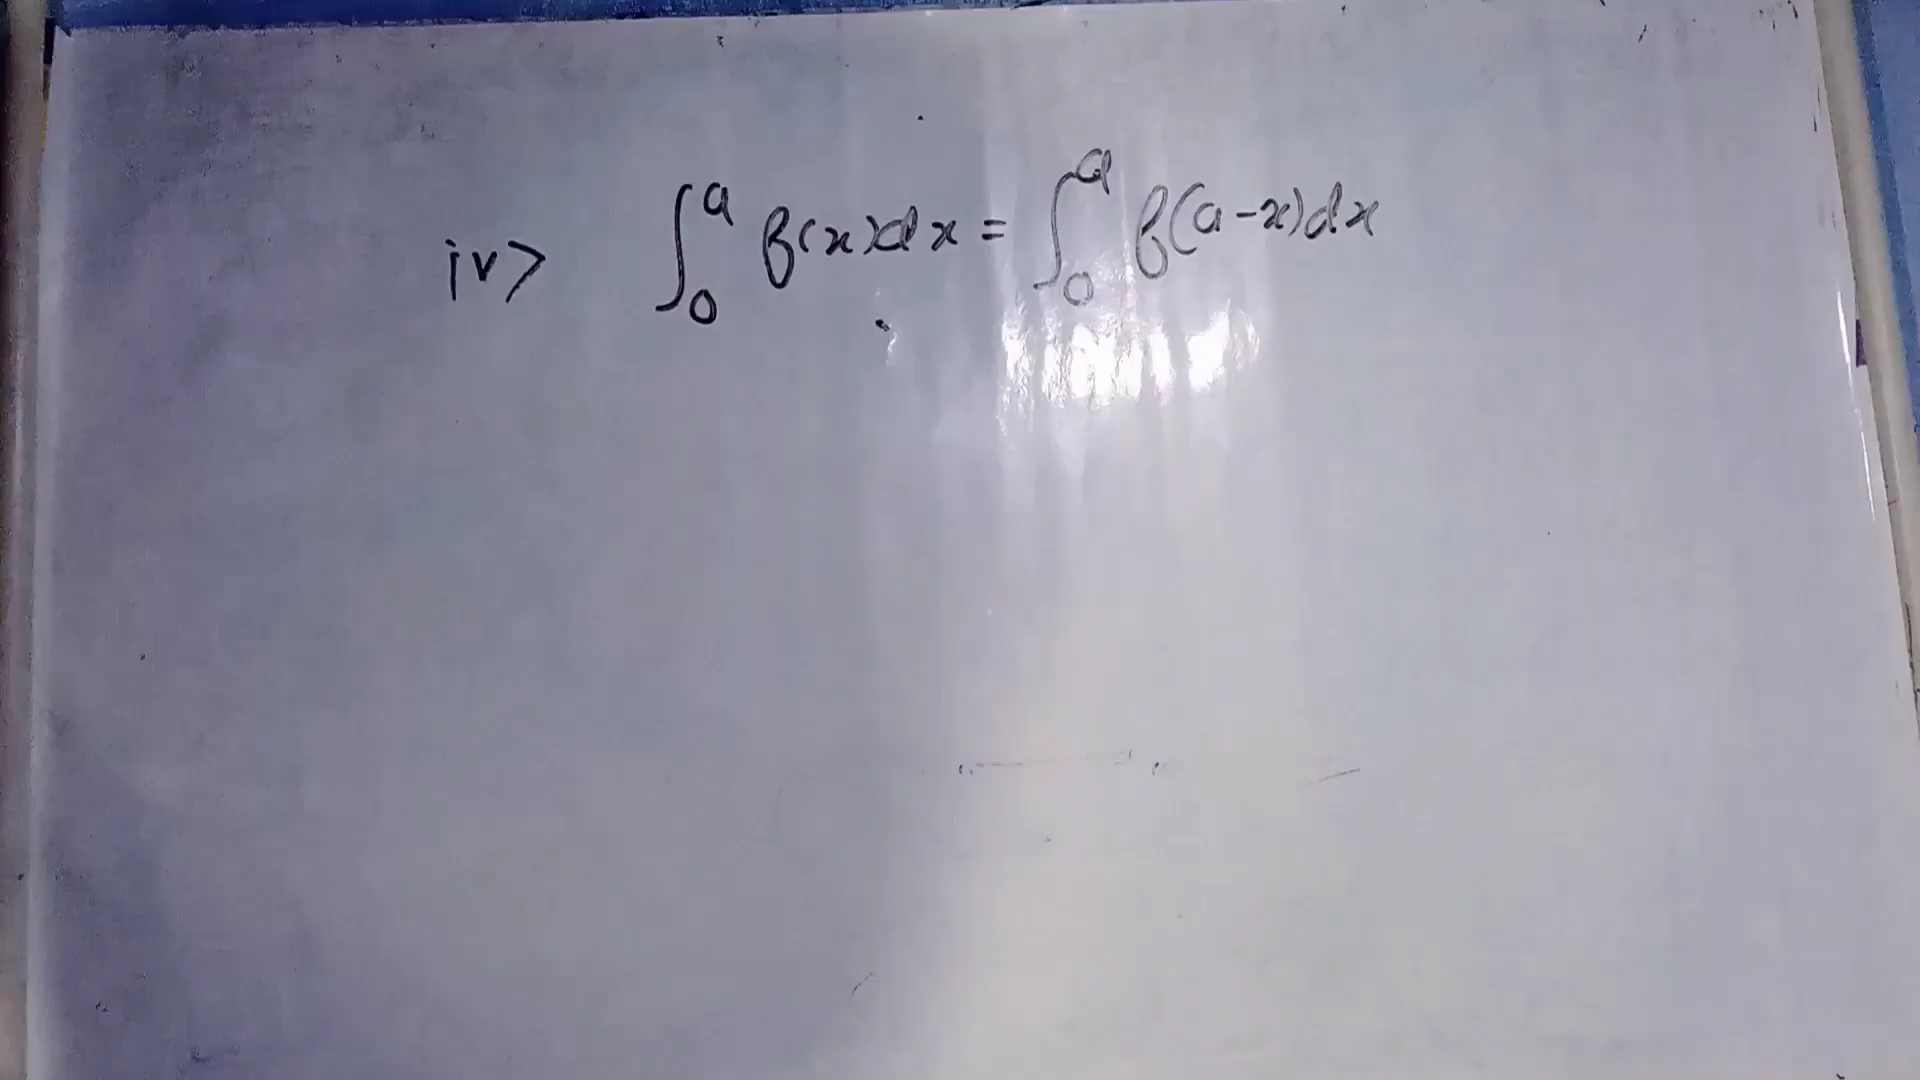 iv> ∫₀ᵃ f(x)dx = ∫₀ᵃ f(a-x)dx